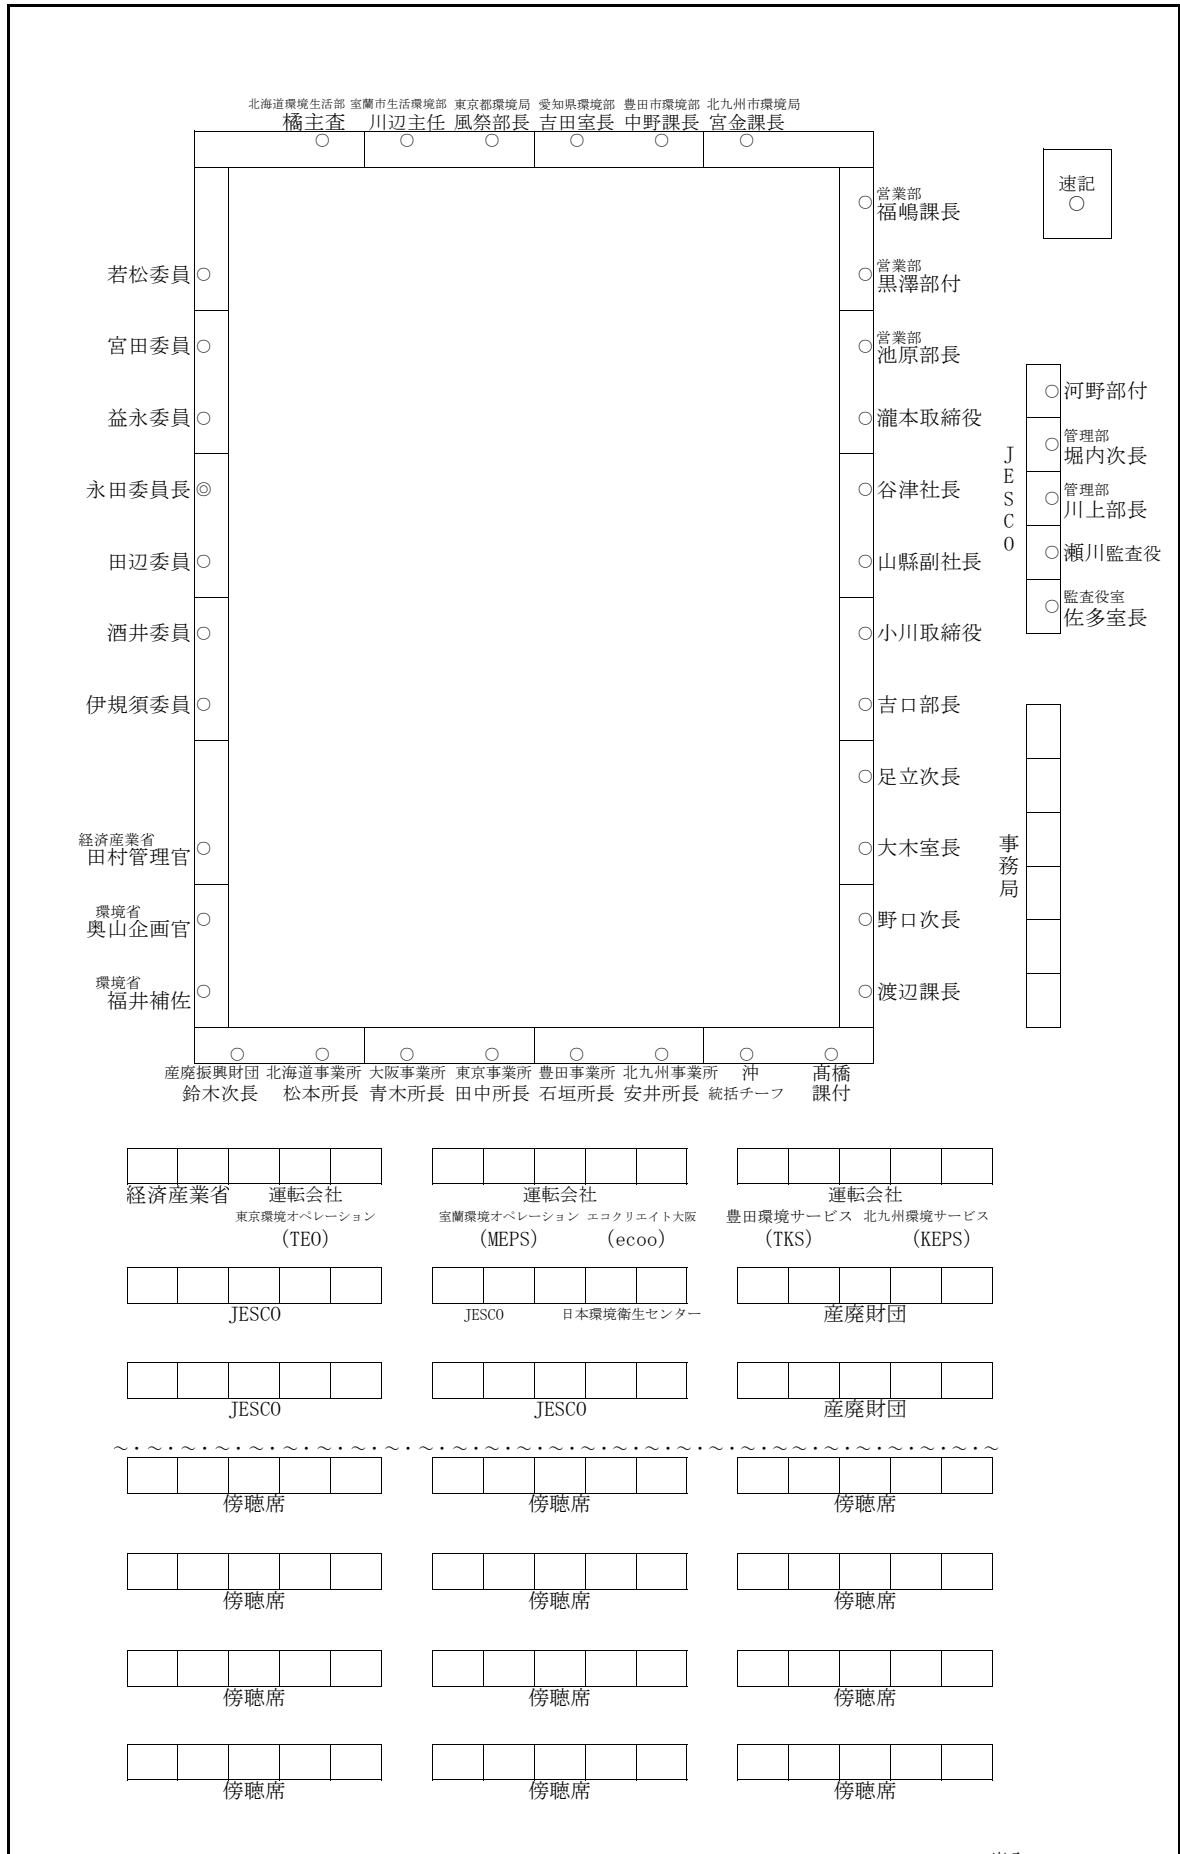 北海道環境生活部 室蘭市生活環境部 東京都環境局 愛知県環境部 豊田市環境部 北九州市環境局
橘主査 川辺主任 風祭部長 吉田室長 中野課長 宮金課長
速記
○
営業部
福嶋課長
営業部
黒澤部付
営業部
池原部長
瀧本取締役
谷津社長
山縣副社長
小川取締役
吉口部長
足立次長
大木室長
野口次長
渡辺課長
若松委員
宮田委員
益永委員
永田委員長◎
田辺委員
酒井委員
伊規須委員
経済産業省
田村管理官
環境省
奥山企画官
環境省
福井補佐
JESCO
河野部付
管理部
堀内次長
管理部
川上部長
瀬川監査役
監査役室
佐多室長
事務局
産廃振興財団 北海道事業所 大阪事業所 東京事業所 豊田事業所 北九州事業所 沖 髙橋
鈴木次長 松本所長 青木所長 田中所長 石垣所長 安井所長 統括チーフ 課付
経済産業省 運転会社 運転会社 運転会社
東京環境オペレーション 室蘭環境オペレーション エコクリエイト大阪 豊田環境サービス 北九州環境サービス
(TEO) (MEPS) (ecoo) (TKS) (KEPS)
JESCO JESCO 日本環境衛生センター 産廃財団
JESCO JESCO 産廃財団
～・～・～・～・～・～・～・～・～・～・～・～・～・～・～・～・～・～・～・～・～・～・～・～・～・～・～
傍聴席 傍聴席 傍聴席
傍聴席 傍聴席 傍聴席
傍聴席 傍聴席 傍聴席
傍聴席 傍聴席 傍聴席